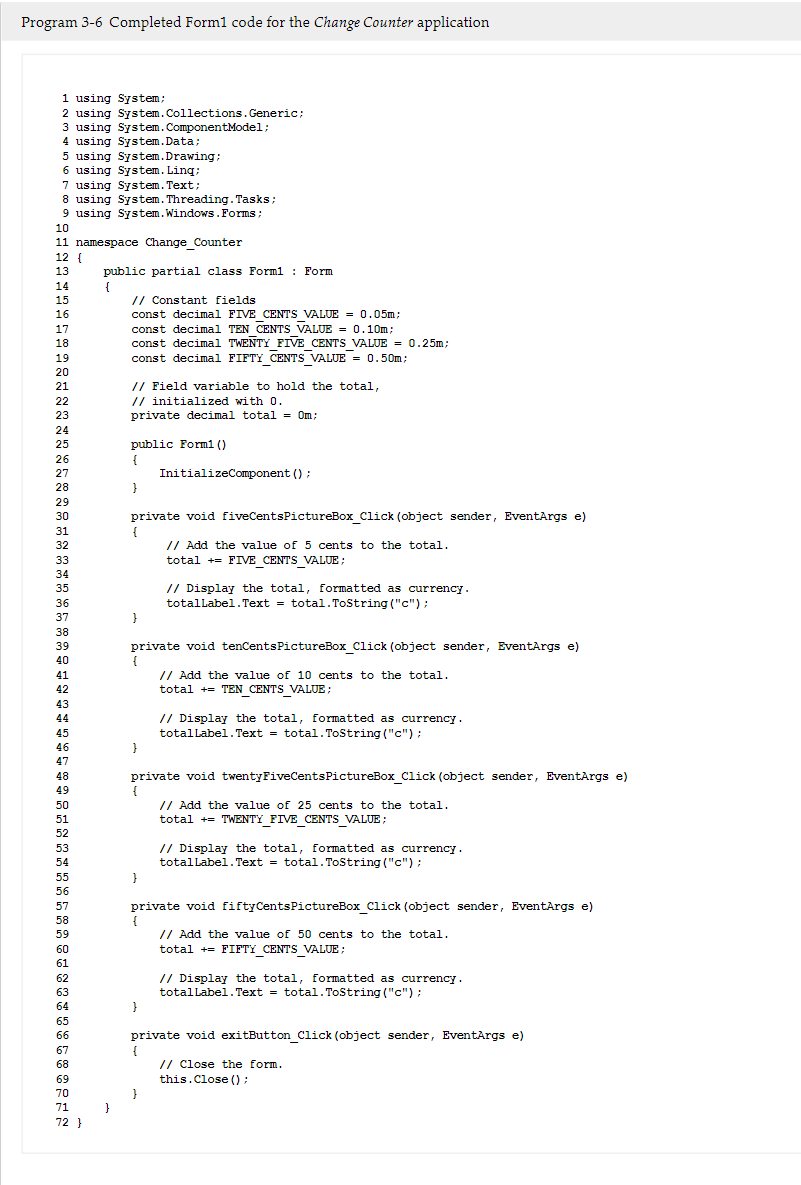 Program 3-6 Completed Form1 code for the Change Counter application
1 using System;
2 using System.Collections.Generic;
3 using System.ComponentModel;
4 using System.Data;
5 using System.Drawing;
6 using System.Linq;
7 using System.Text;
8 using System.Threading.Tasks;
9 using System.Windows.Forms;
10
11 namespace Change_Counter
12 {
13     public partial class Form1 : Form
14     {
15         // Constant fields
16         const decimal FIVE_CENTS_VALUE = 0.05m;
17         const decimal TEN_CENTS_VALUE = 0.10m;
18         const decimal TWENTY_FIVE_CENTS_VALUE = 0.25m;
19         const decimal FIFTY_CENTS_VALUE = 0.50m;
20
21         // Field variable to hold the total,
22         // initialized with 0.
23         private decimal total = 0m;
24
25         public Form1()
26         {
27             InitializeComponent();
28         }
29
30         private void fiveCentsPictureBox_Click(object sender, EventArgs e)
31         {
32              // Add the value of 5 cents to the total.
33              total += FIVE_CENTS_VALUE;
34
35              // Display the total, formatted as currency.
36              totalLabel.Text = total.ToString("c");
37         }
38
39         private void tenCentsPictureBox_Click(object sender, EventArgs e)
40         {
41             // Add the value of 10 cents to the total.
42             total += TEN_CENTS_VALUE;
43
44             // Display the total, formatted as currency.
45             totalLabel.Text = total.ToString("c");
46         }
47
48         private void twentyFiveCentsPictureBox_Click(object sender, EventArgs e)
49         {
50             // Add the value of 25 cents to the total.
51             total += TWENTY_FIVE_CENTS_VALUE;
52
53             // Display the total, formatted as currency.
54             totalLabel.Text = total.ToString("c");
55         }
56
57         private void fiftyCentsPictureBox_Click(object sender, EventArgs e)
58         {
59             // Add the value of 50 cents to the total.
60             total += FIFTY_CENTS_VALUE;
61
62             // Display the total, formatted as currency.
63             totalLabel.Text = total.ToString("c");
64         }
65
66         private void exitButton_Click(object sender, EventArgs e)
67         {
68             // Close the form.
69             this.Close();
70         }
71     }
72 }